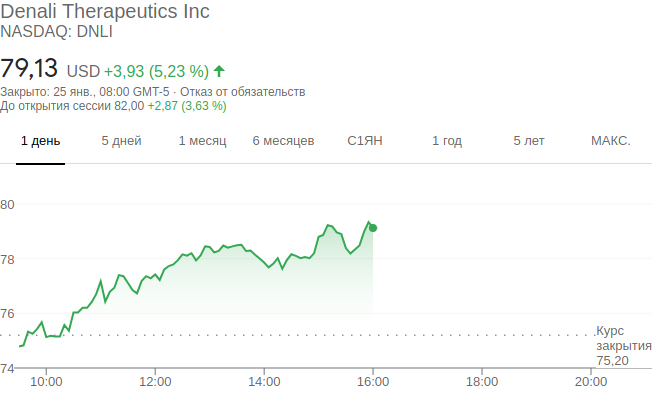 Denali Therapeutics Inc
NASDAQ: DNLI
79,13 USD +3,93 (5,23 %)
Закрыто: 25 янв., 08:00 GMT-5 · Отказ от обязательств
До открытия сессии 82,00 +2,87 (3,63 %)
1 день 5 дней 1 месяц 6 месяцев С1ЯН 1 год 5 лет МАКС.
80
78
76
Курс
закрытия
75,20
74
10:00 12:00 14:00 16:00 18:00 20:00